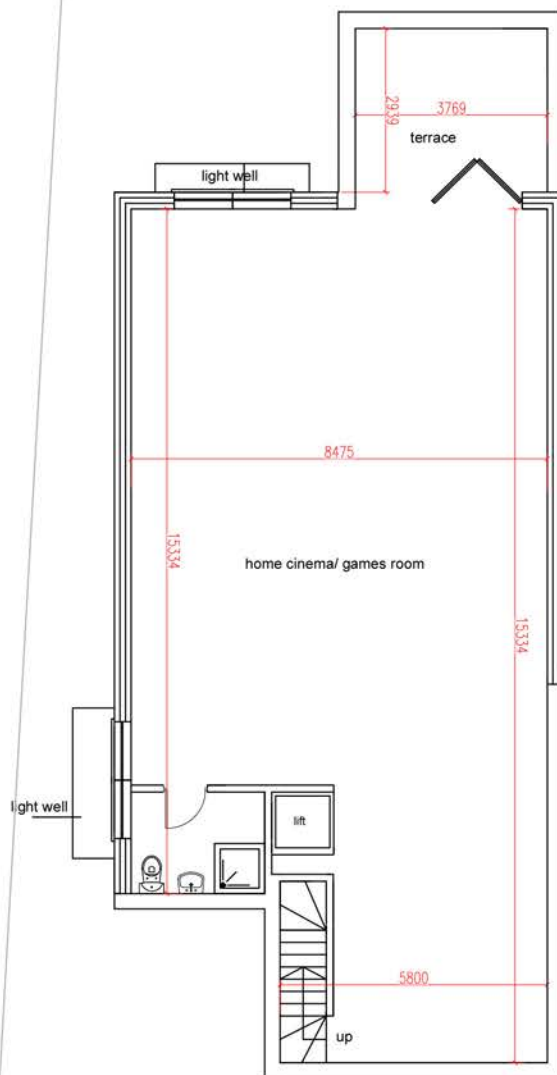 2939
3769
terrace
light well
8475
15334
home cinema/ games room
15334
light well
lift
5800
up